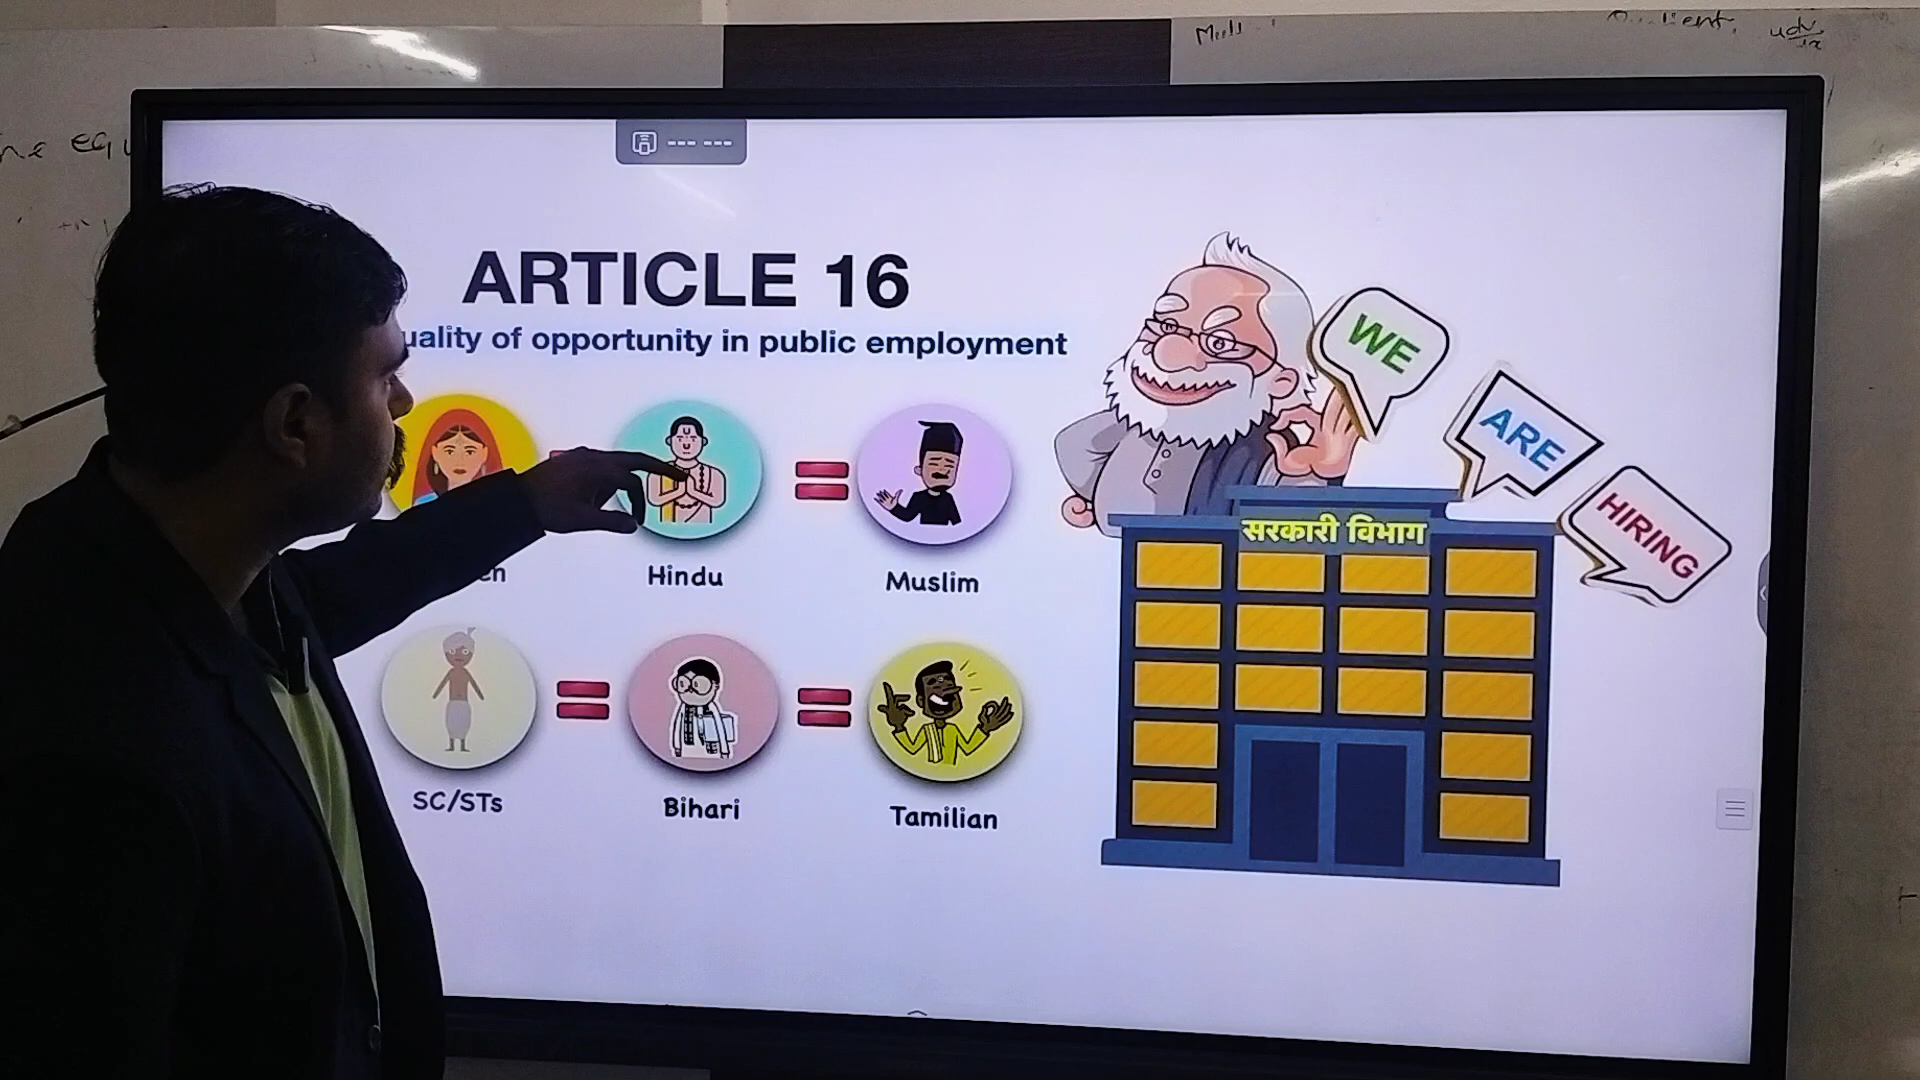 ARTICLE 16
uality of opportunity in public employment
WE
ARE
HIRING
सरकारी विभाग
Hindu
Muslim
SC/STs
Bihari
Tamilian